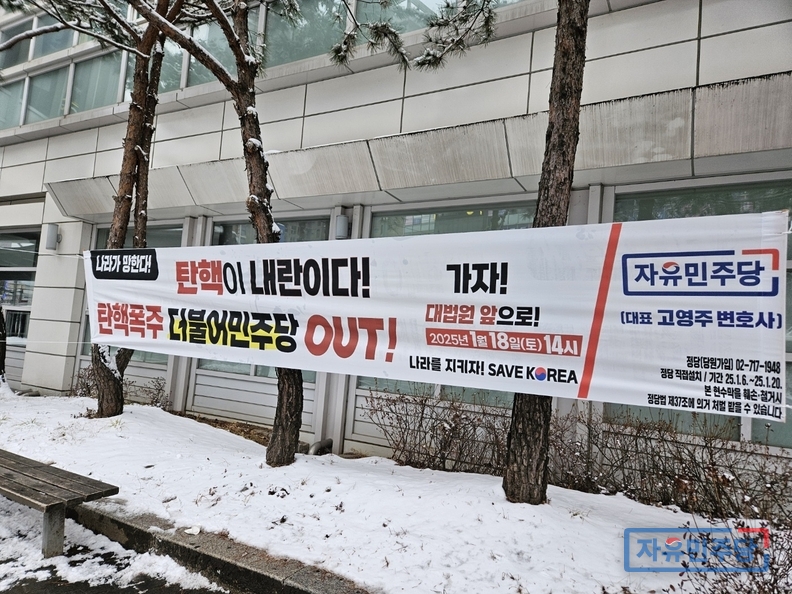 나라가 망한다!
탄핵이 내란이다!
탄핵폭주 더불어민주당 OUT!
가자!
대법원 앞으로!
2025년 1월 18일(토) 14시
나라를 지키자! SAVE KOREA
자유민주당
(대표 고영주 변호사)
정당(당원가입) 02-717-1948
정당 직접설치 / 기간 25.1.6.~25.1.20.
본 현수막을 훼손·철거시
정당법 제37조에 의거 처벌 받을 수 있습니다
자유민주당